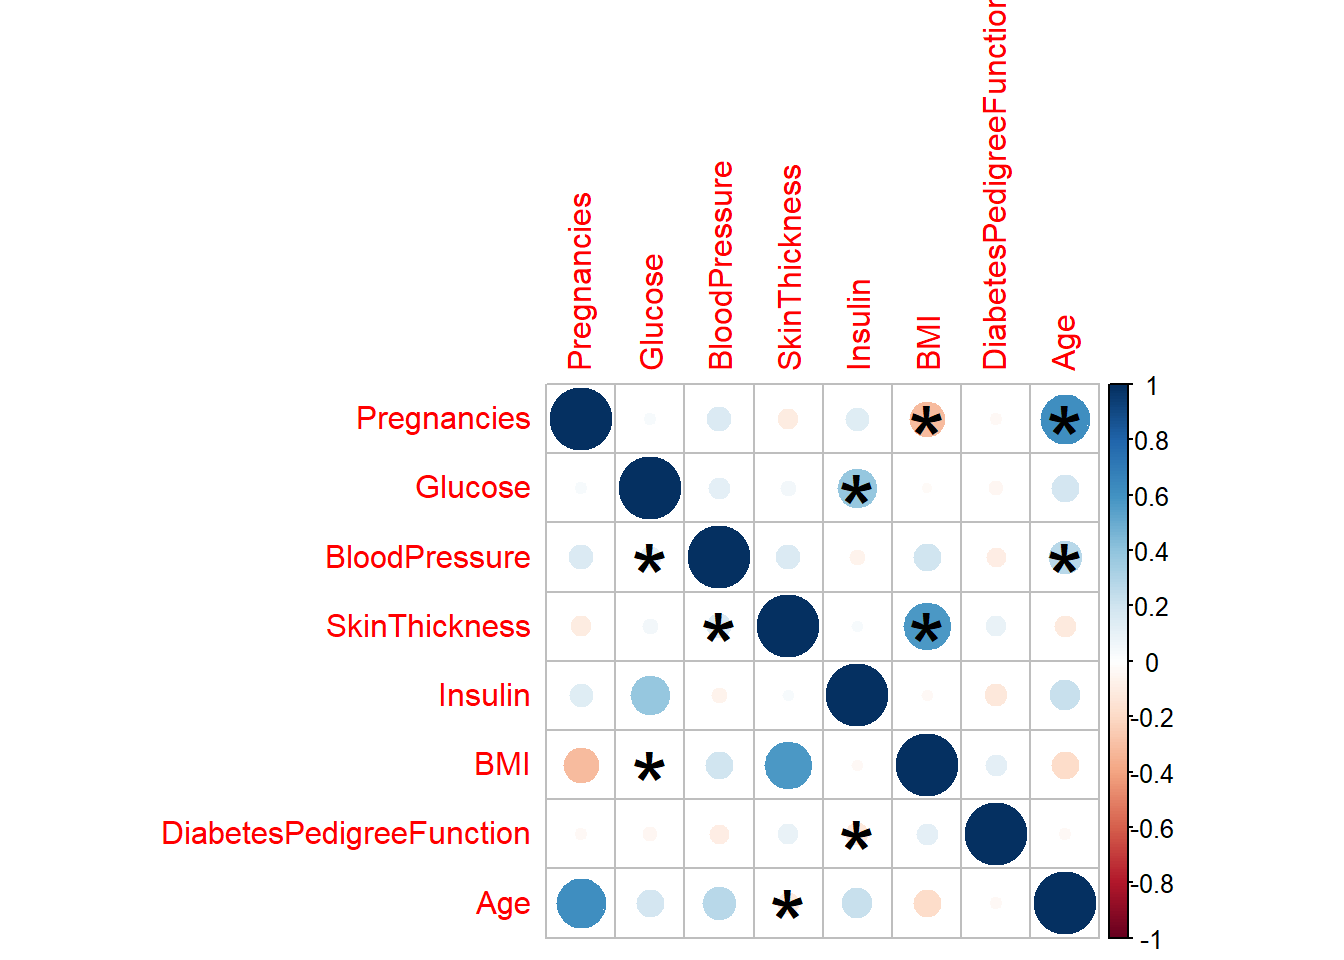 Pregnancies
Glucose
BloodPressure
SkinThickness
Insulin
BMI
DiabetesPedigreeFunction
Age
Pregnancies * *
Glucose *
BloodPressure * *
SkinThickness * *
Insulin
BMI *
DiabetesPedigreeFunction *
Age *
1
0.8
0.6
0.4
0.2
0
-0.2
-0.4
-0.6
-0.8
-1